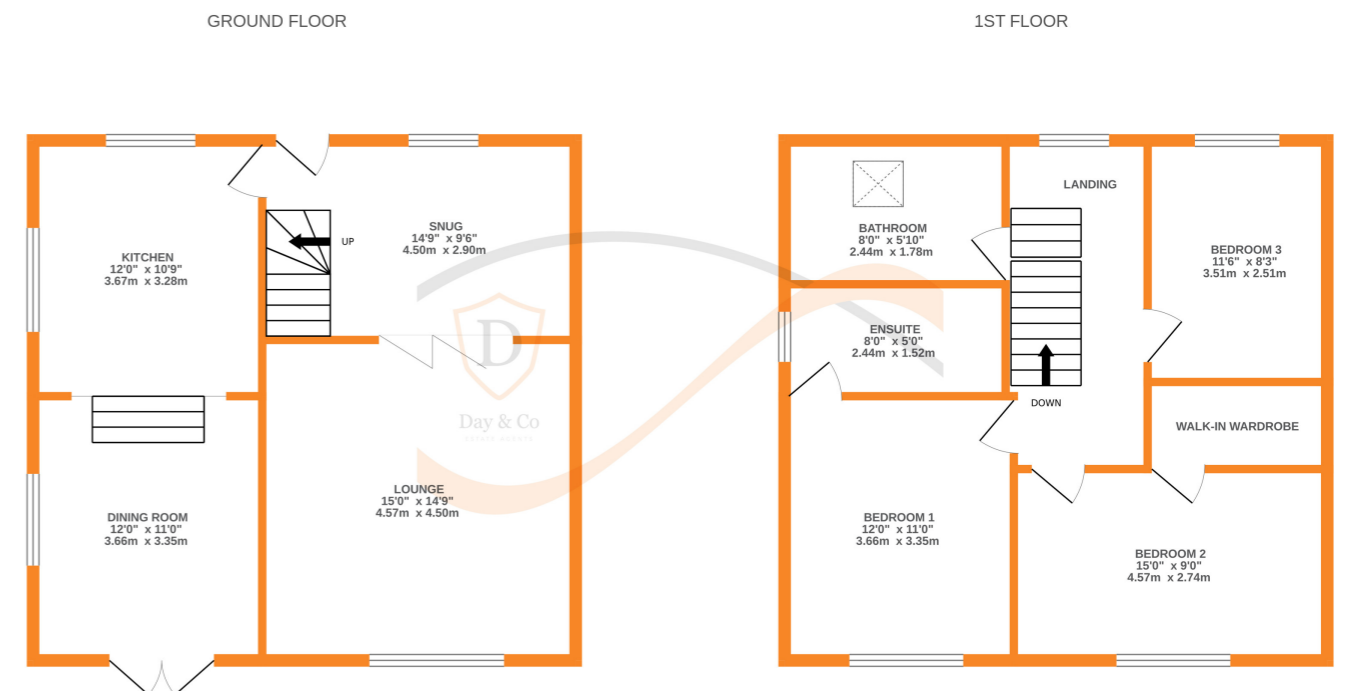 GROUND FLOOR
KITCHEN
12'0" x 10'9"
3.67m x 3.28m
UP
SNUG
14'9" x 9'6"
4.50m x 2.90m
D
Day & Co
ESTATE AGENTS
LOUNGE
15'0" x 14'9"
4.57m x 4.50m
DINING ROOM
12'0" x 11'0"
3.66m x 3.35m
1ST FLOOR
LANDING
BATHROOM
8'0" x 5'10"
2.44m x 1.78m
BEDROOM 3
11'6" x 8'3"
3.51m x 2.51m
ENSUITE
8'0" x 5'0"
2.44m x 1.52m
DOWN
WALK-IN WARDROBE
BEDROOM 1
12'0" x 11'0"
3.66m x 3.35m
BEDROOM 2
15'0" x 9'0"
4.57m x 2.74m